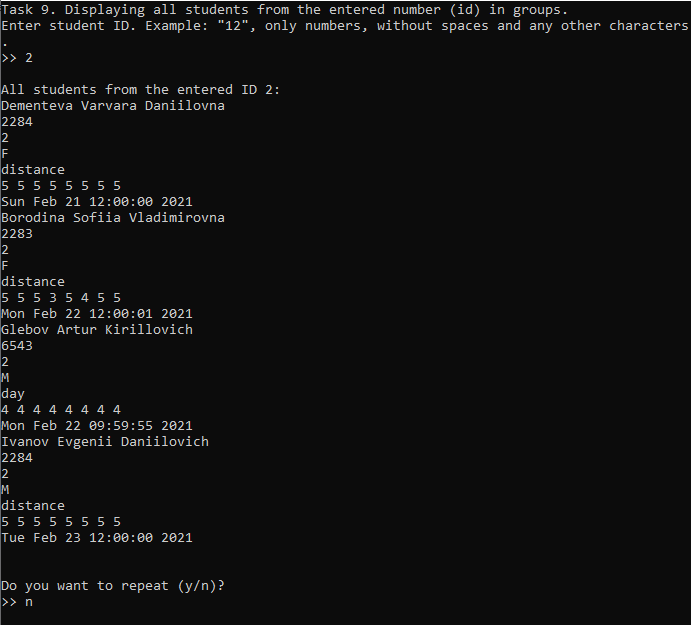 Task 9. Displaying all students from the entered number (id) in groups.
Enter student ID. Example: "12", only numbers, without spaces and any other characters
.
>> 2
All students from the entered ID 2:
Dementeva Varvara Daniilovna
2284
2
F
distance
5 5 5 5 5 5 5 5
Sun Feb 21 12:00:00 2021
Borodina Sofiia Vladimirovna
2283
2
F
distance
5 5 5 3 5 4 5 5
Mon Feb 22 12:00:01 2021
Glebov Artur Kirillovich
6543
2
M
day
4 4 4 4 4 4 4 4
Mon Feb 22 09:59:55 2021
Ivanov Evgenii Daniilovich
2284
2
M
distance
5 5 5 5 5 5 5 5
Tue Feb 23 12:00:00 2021
Do you want to repeat (y/n)?
>> n